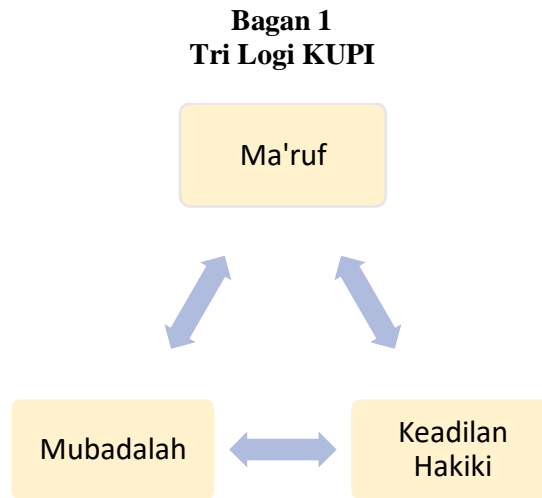 Bagan 1
Tri Logi KUPI
Ma'ruf
Mubadalah
Keadilan
Hakiki